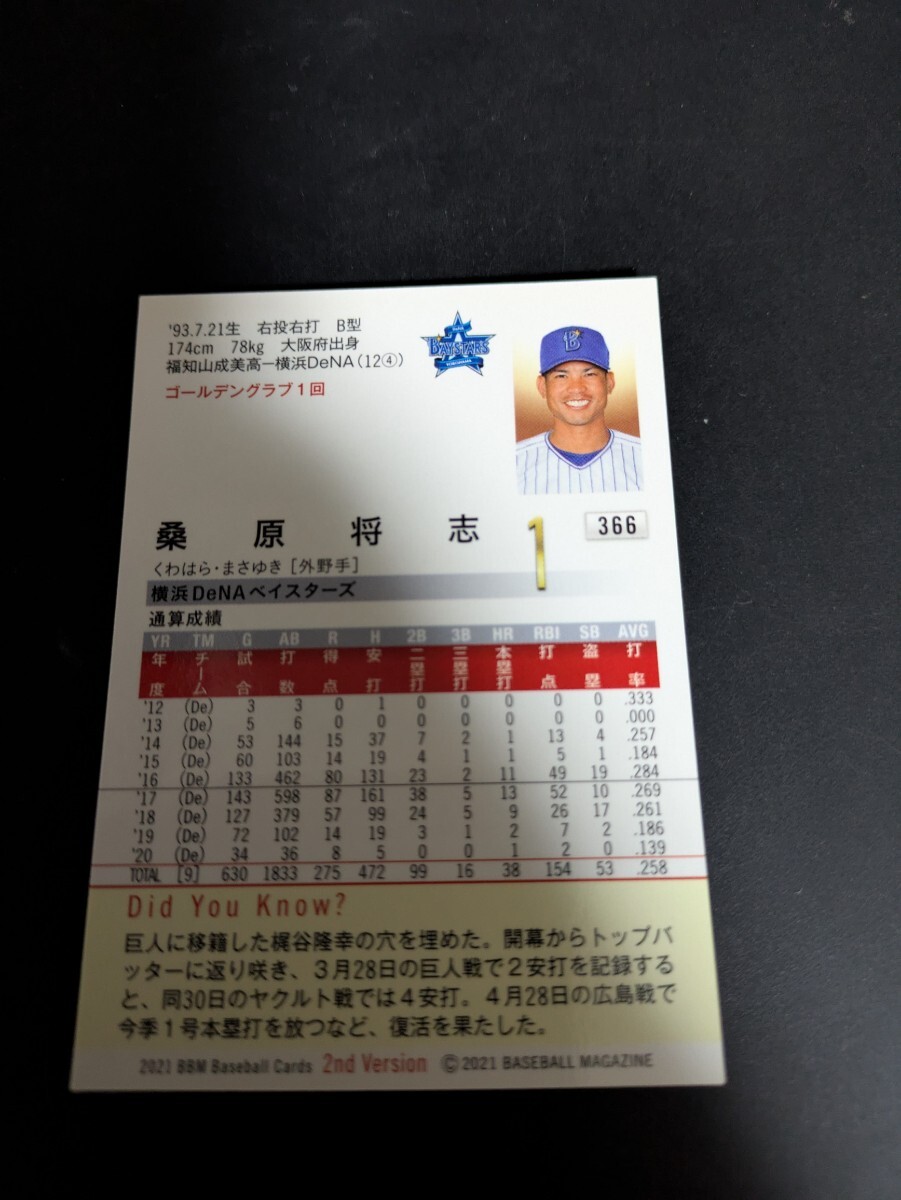 '93.7.21生 右投右打 B型
174cm 78kg 大阪府出身
福知山成美高ー横浜DeNA(12④)
ゴールデングラブ1回
BAYSTARS
B
桑原将志
1
366
くわはら・まさゆき[外野手]
横浜DeNAベイスターズ
通算成績
YR TM G AB R H 2B 3B HR RBI SB AVG
年度 チーム 試合 打数 得点 安打 二塁打 三塁打 本塁打 打点 盗塁 打率
'12 (De) 3 3 0 1 0 0 0 0 0 .333
'13 (De) 5 6 0 0 0 0 0 0 0 .000
'14 (De) 53 144 15 37 7 2 1 13 4 .257
'15 (De) 60 103 14 19 4 1 1 5 1 .184
'16 (De) 133 462 80 131 23 2 11 49 19 .284
'17 (De) 143 598 87 161 38 5 13 52 10 .269
'18 (De) 127 379 57 99 24 5 9 26 17 .261
'19 (De) 72 102 14 19 3 1 2 7 2 .186
'20 (De) 34 36 8 5 0 0 1 2 0 .139
TOTAL [9] 630 1833 275 472 99 16 38 154 53 .258
Did You Know?
巨人に移籍した梶谷隆幸の穴を埋めた。開幕からトップバ
ッターに返り咲き、3月28日の巨人戦で2安打を記録する
と、同30日のヤクルト戦では4安打。4月28日の広島戦で
今季1号本塁打を放つなど、復活を果たした。
2021 BBM Baseball Cards 2nd Version ©2021 BASEBALL MAGAZINE